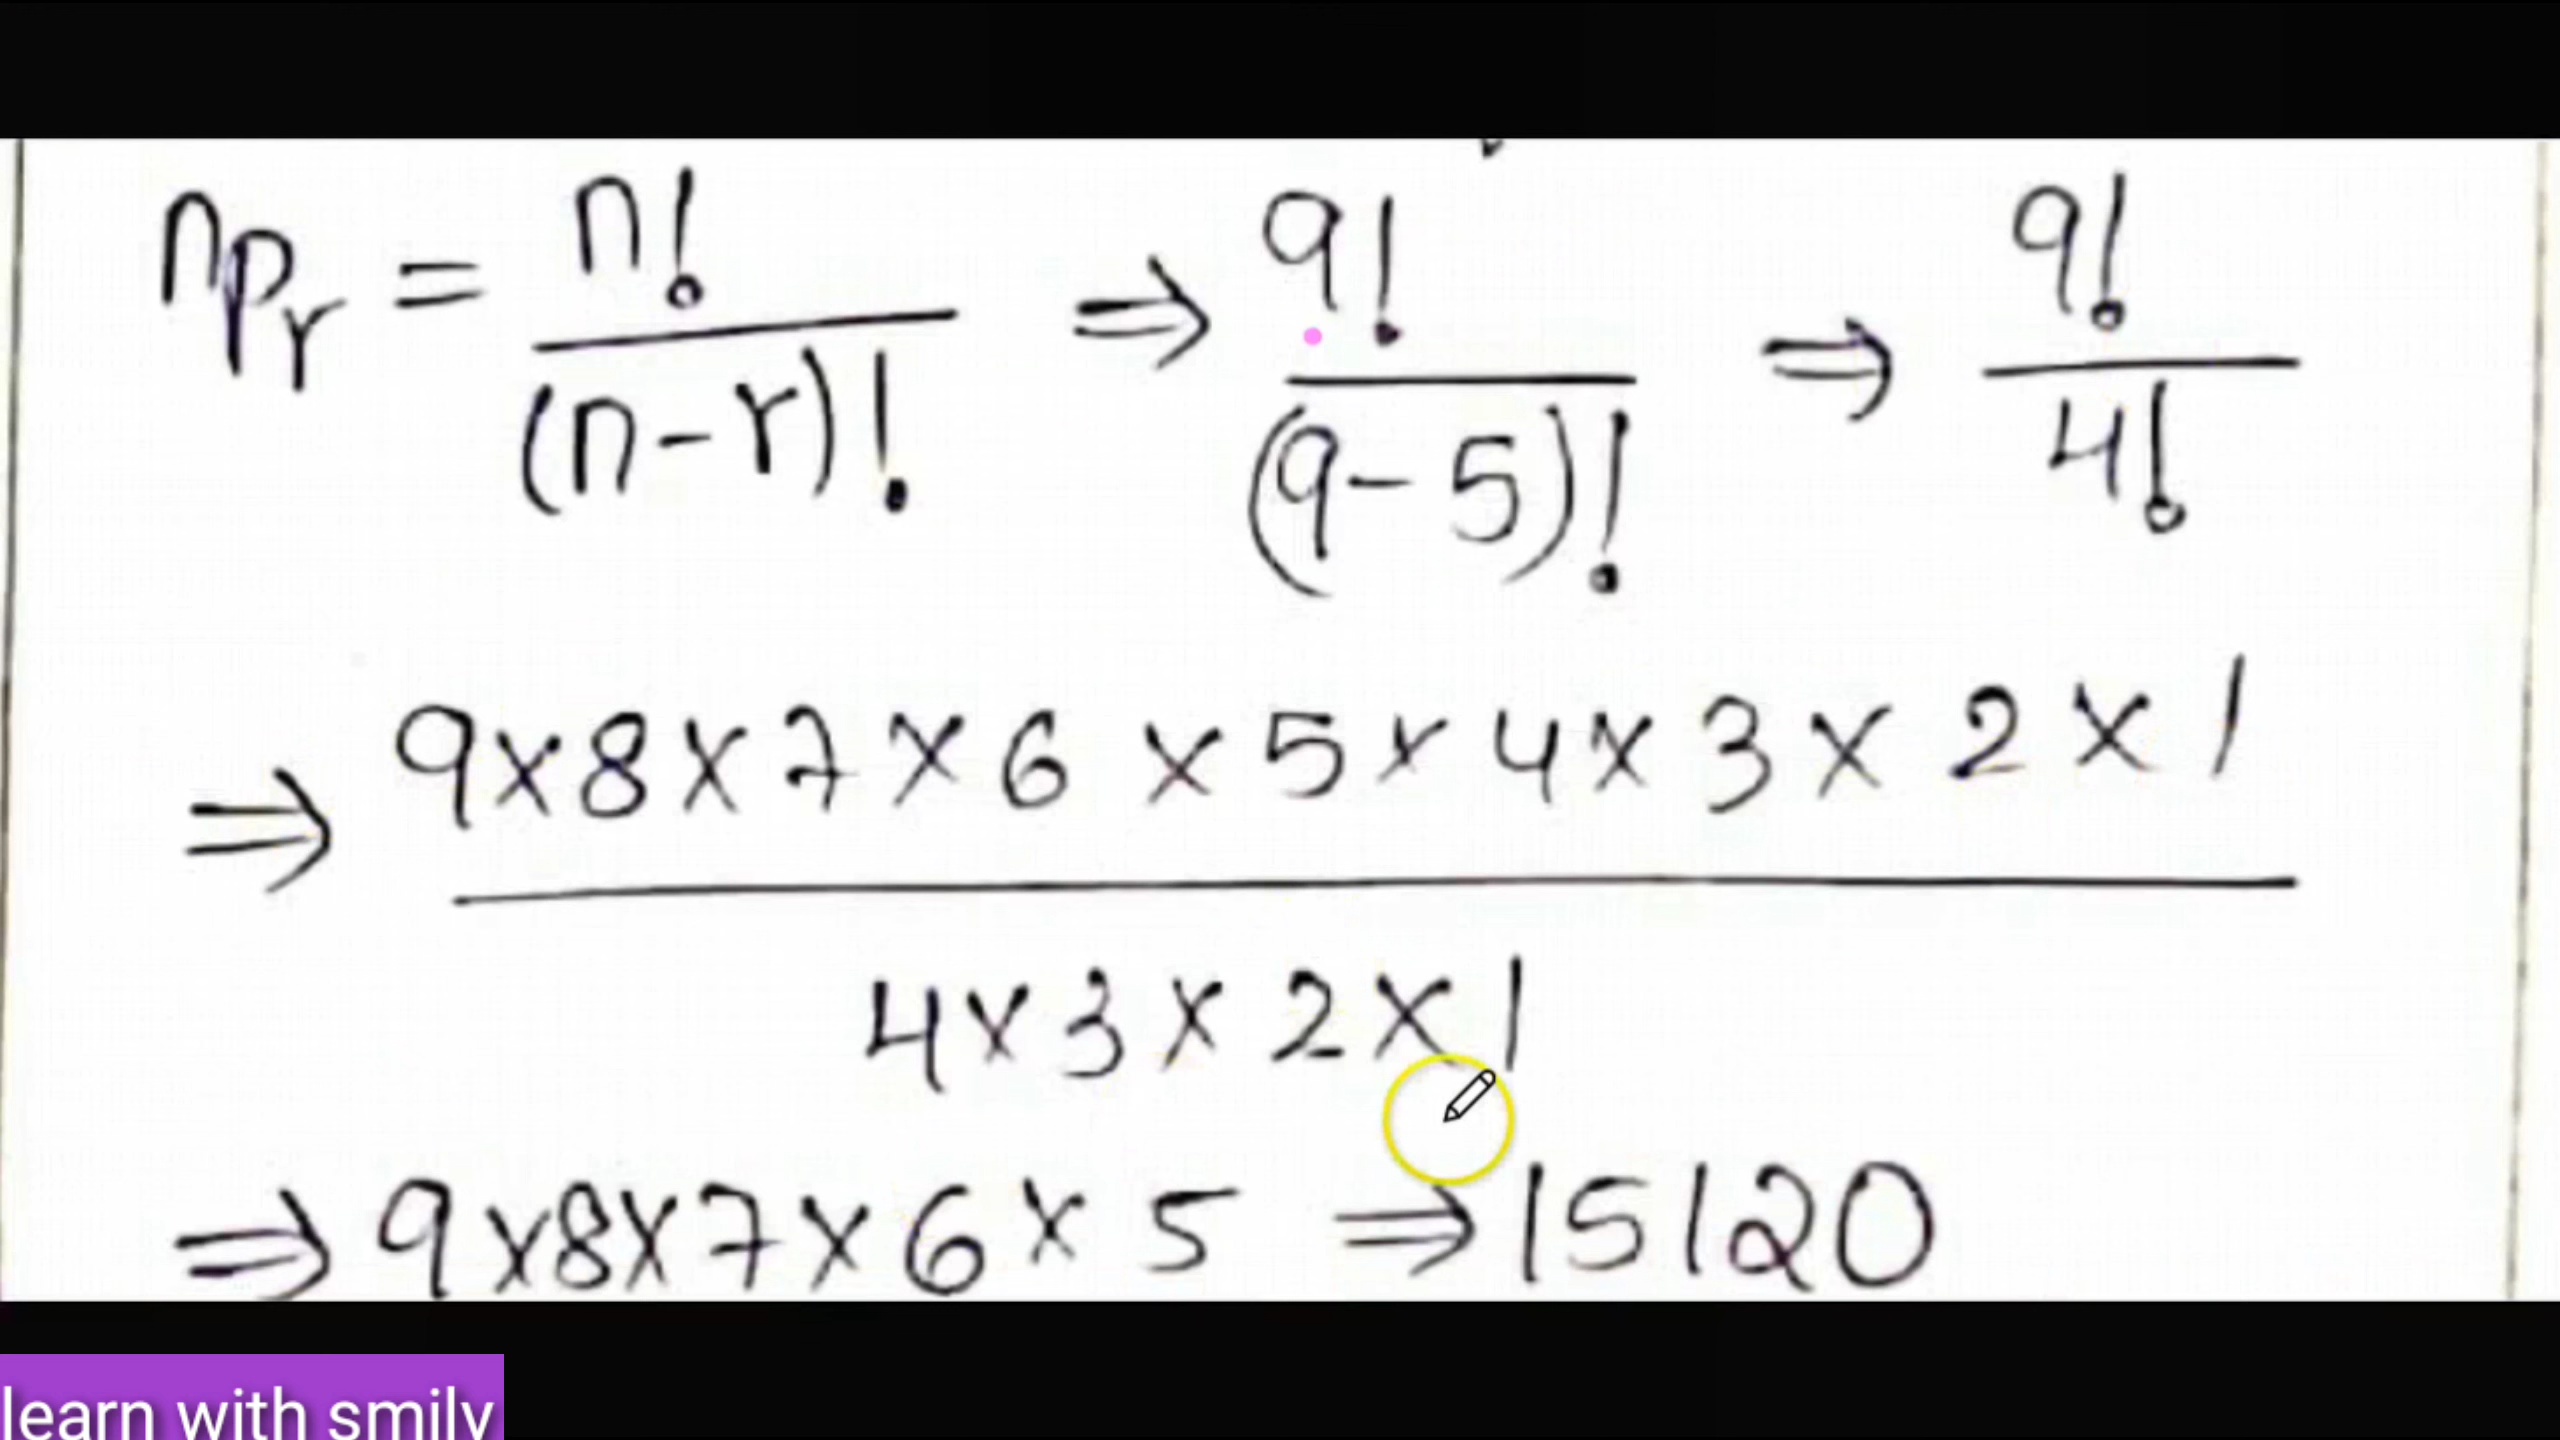 nPr = n! / (n-r)! ⇒ 9! / (9-5)! ⇒ 9! / 4!
⇒ 9×8×7×6×5×4×3×2×1
4×3×2×1
⇒ 9×8×7×6×5 ⇒ 15120
learn with smily